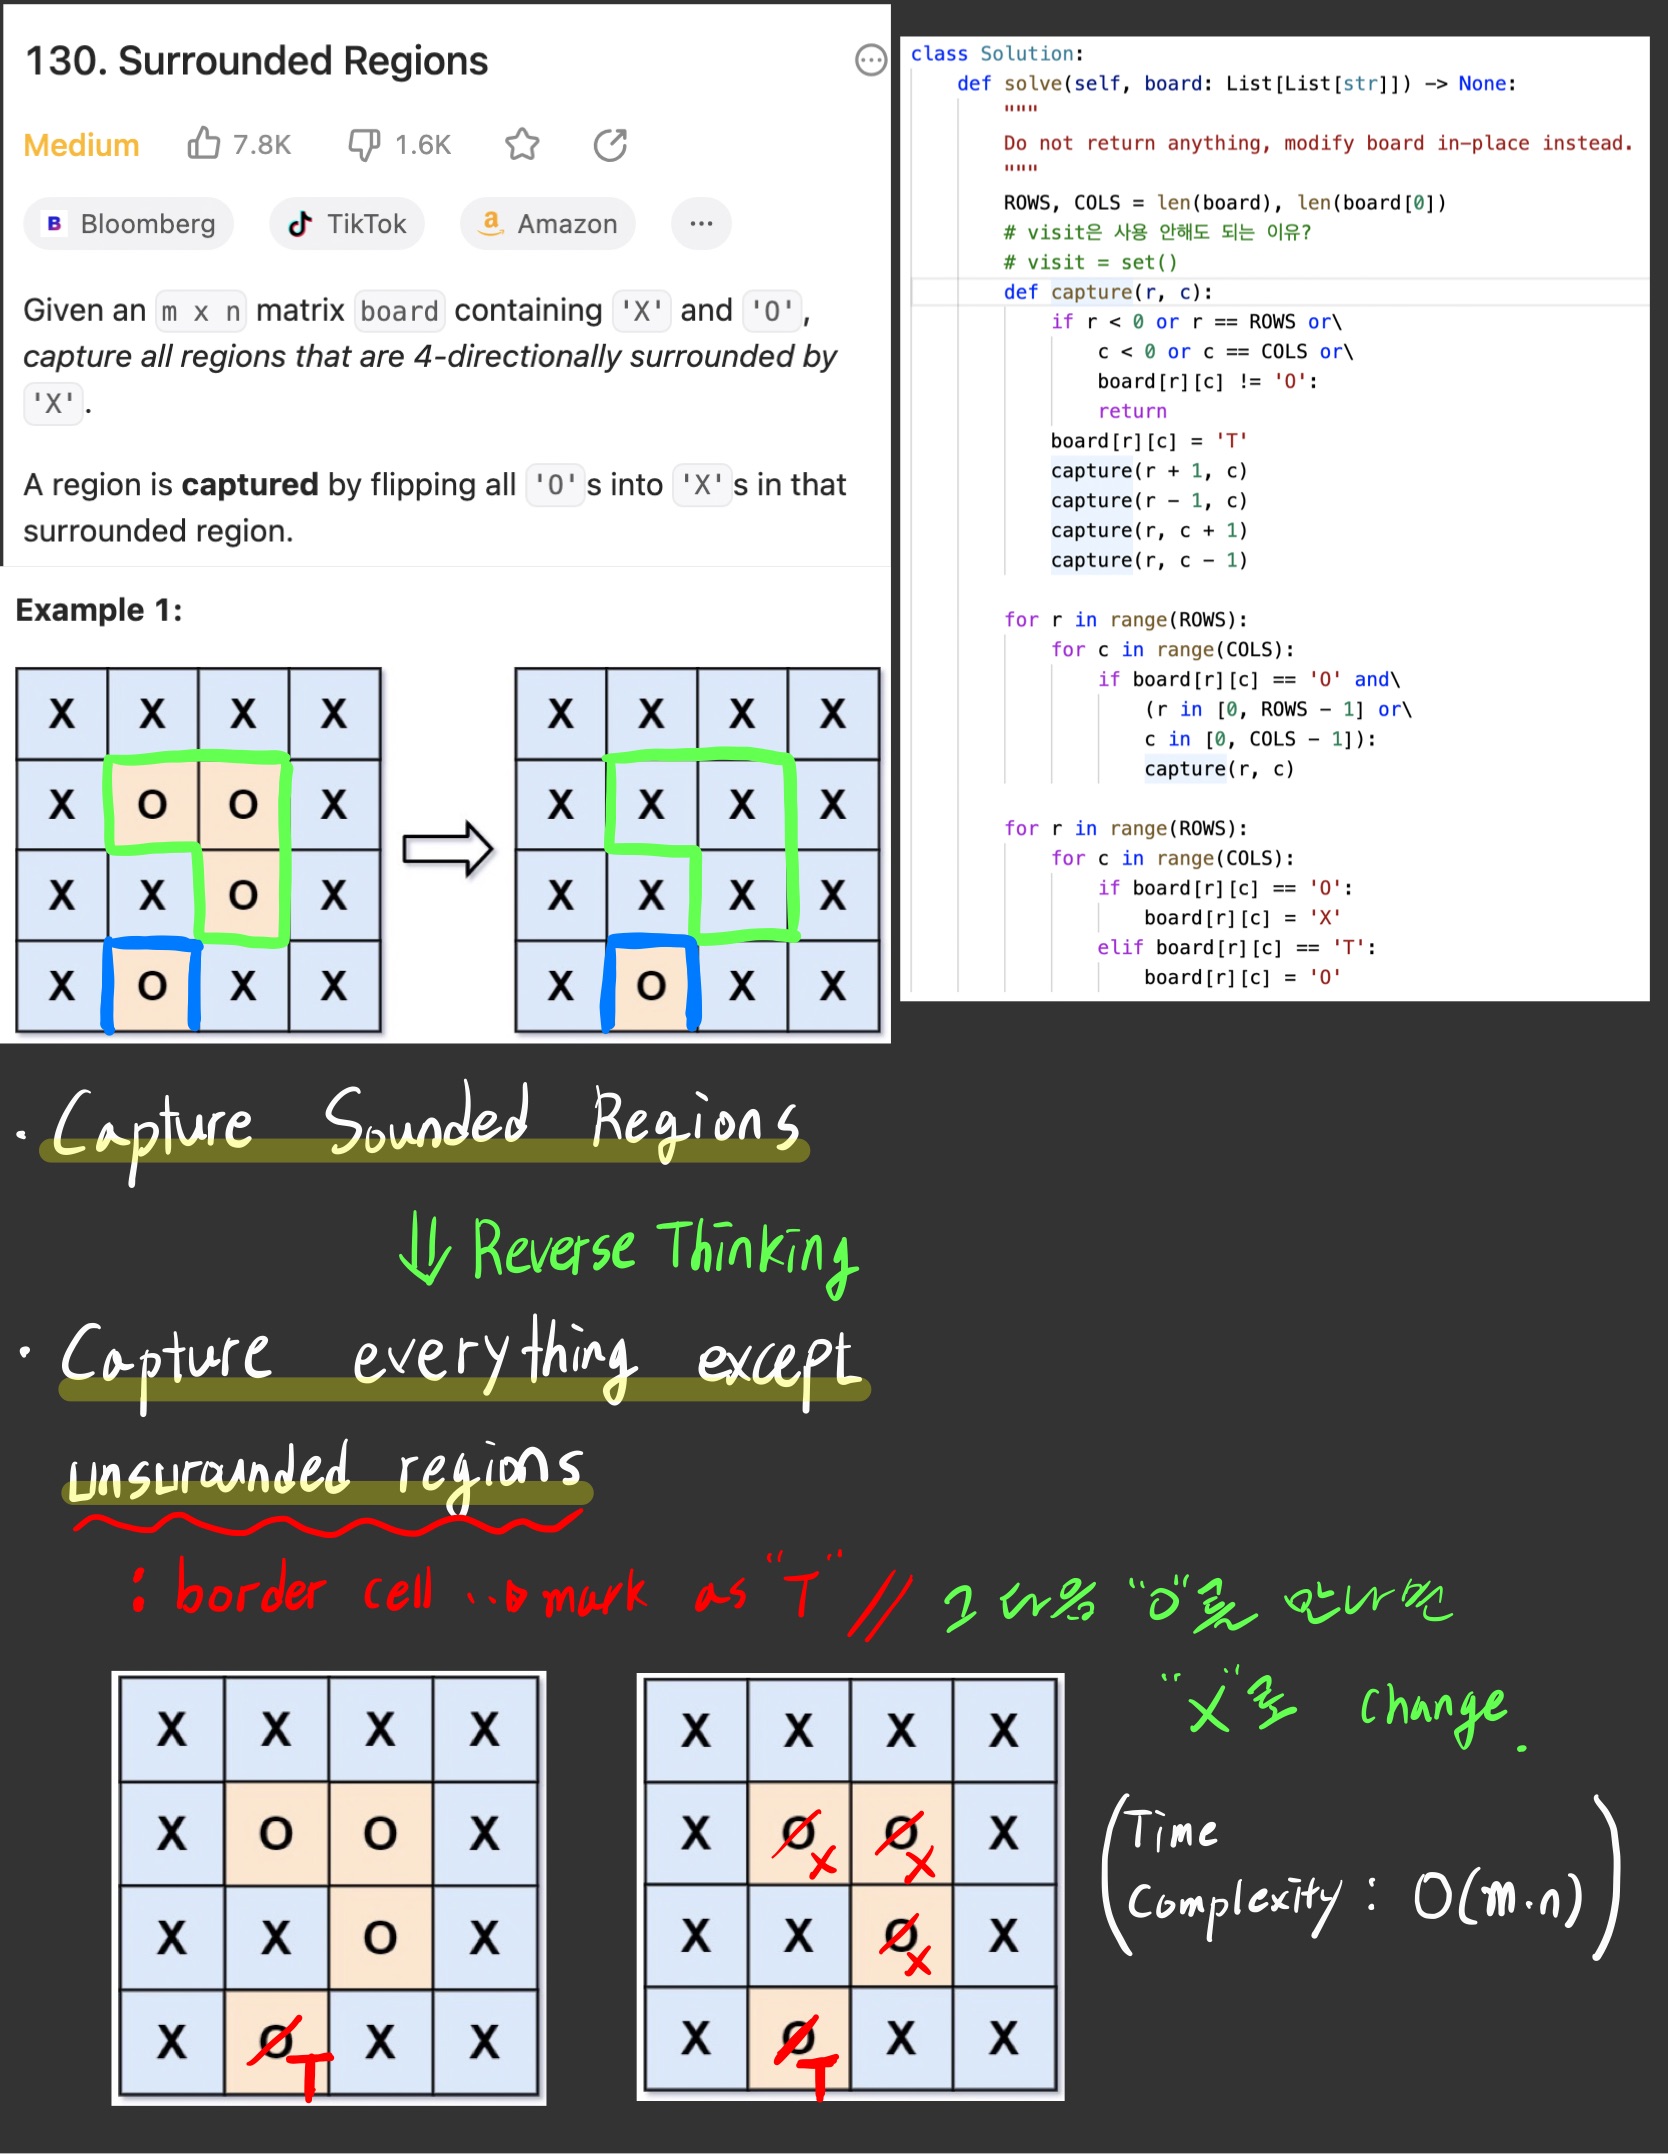 130. Surrounded Regions
Medium 7.8K 1.6K
Bloomberg TikTok Amazon ...
Given an m x n matrix board containing 'X' and 'O',
capture all regions that are 4-directionally surrounded by
'X'.
A region is captured by flipping all 'O's into 'X's in that
surrounded region.
Example 1:
X X X X
X O O X
X X O X
X O X X
X X X X
X X X X
X X X X
X O X X
class Solution:
def solve(self, board: List[List[str]]) -> None:
"""
Do not return anything, modify board in-place instead.
"""
ROWS, COLS = len(board), len(board[0])
# visit은 사용 안해도 되는 이유?
# visit = set()
def capture(r, c):
if r < 0 or r == ROWS or\
c < 0 or c == COLS or\
board[r][c] != 'O':
return
board[r][c] = 'T'
capture(r + 1, c)
capture(r - 1, c)
capture(r, c + 1)
capture(r, c - 1)
for r in range(ROWS):
for c in range(COLS):
if board[r][c] == 'O' and\
(r in [0, ROWS - 1] or\
c in [0, COLS - 1]):
capture(r, c)
for r in range(ROWS):
for c in range(COLS):
if board[r][c] == 'O':
board[r][c] = 'X'
elif board[r][c] == 'T':
board[r][c] = 'O'
· Capture Sounded Regions
⇓ Reverse Thinking
· Capture everything except
unsurounded regions
: border cell → mark as "T" // 그 다음 "O"를 만나면
"X"로 change.
X X X X
X O O X
X X O X
X O T X X
X X X X
X O X O X X
X X O X X
X O T X X
(Time
Complexity : O(m·n))